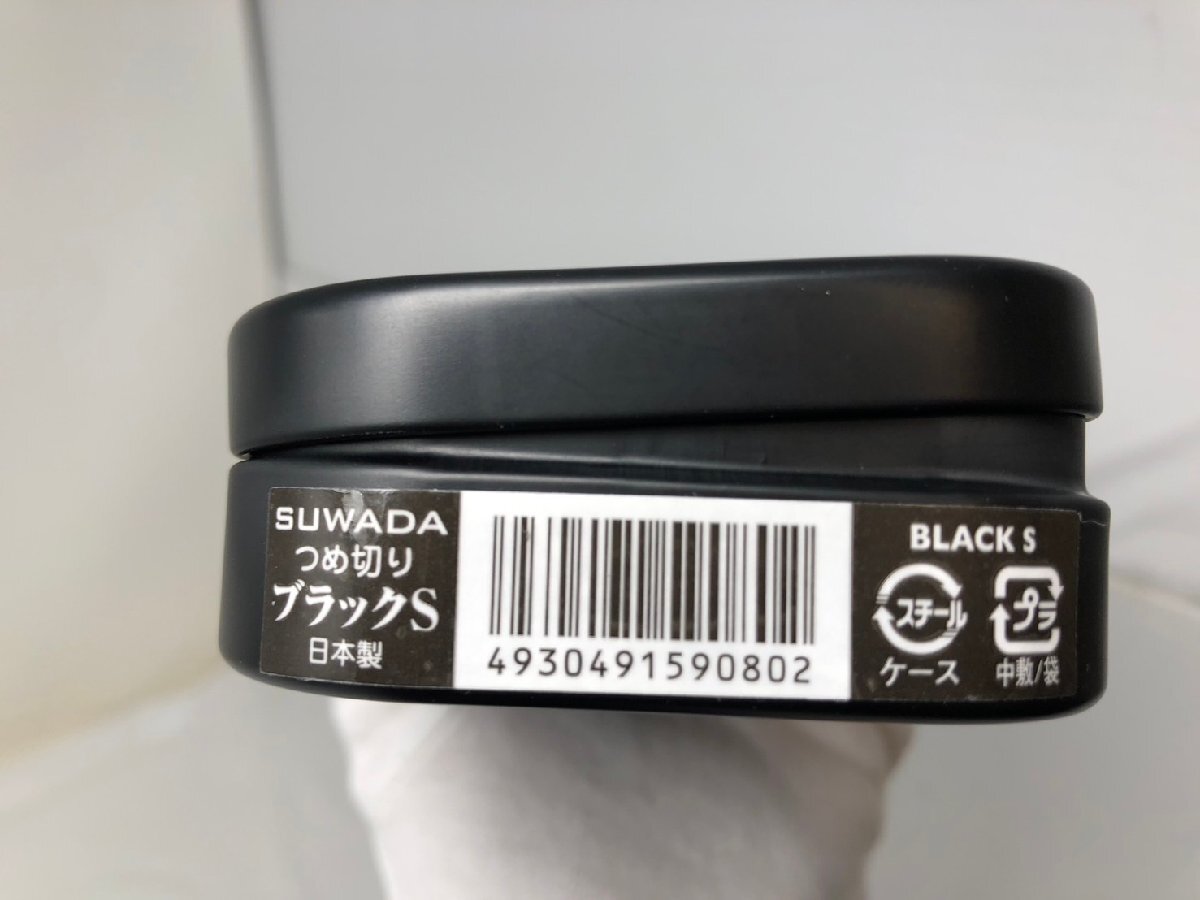 SUWADA
つめ切り
ブラックS
日本製
4930491590802
BLACK S
スチール
ケース
プラ
中敷/袋